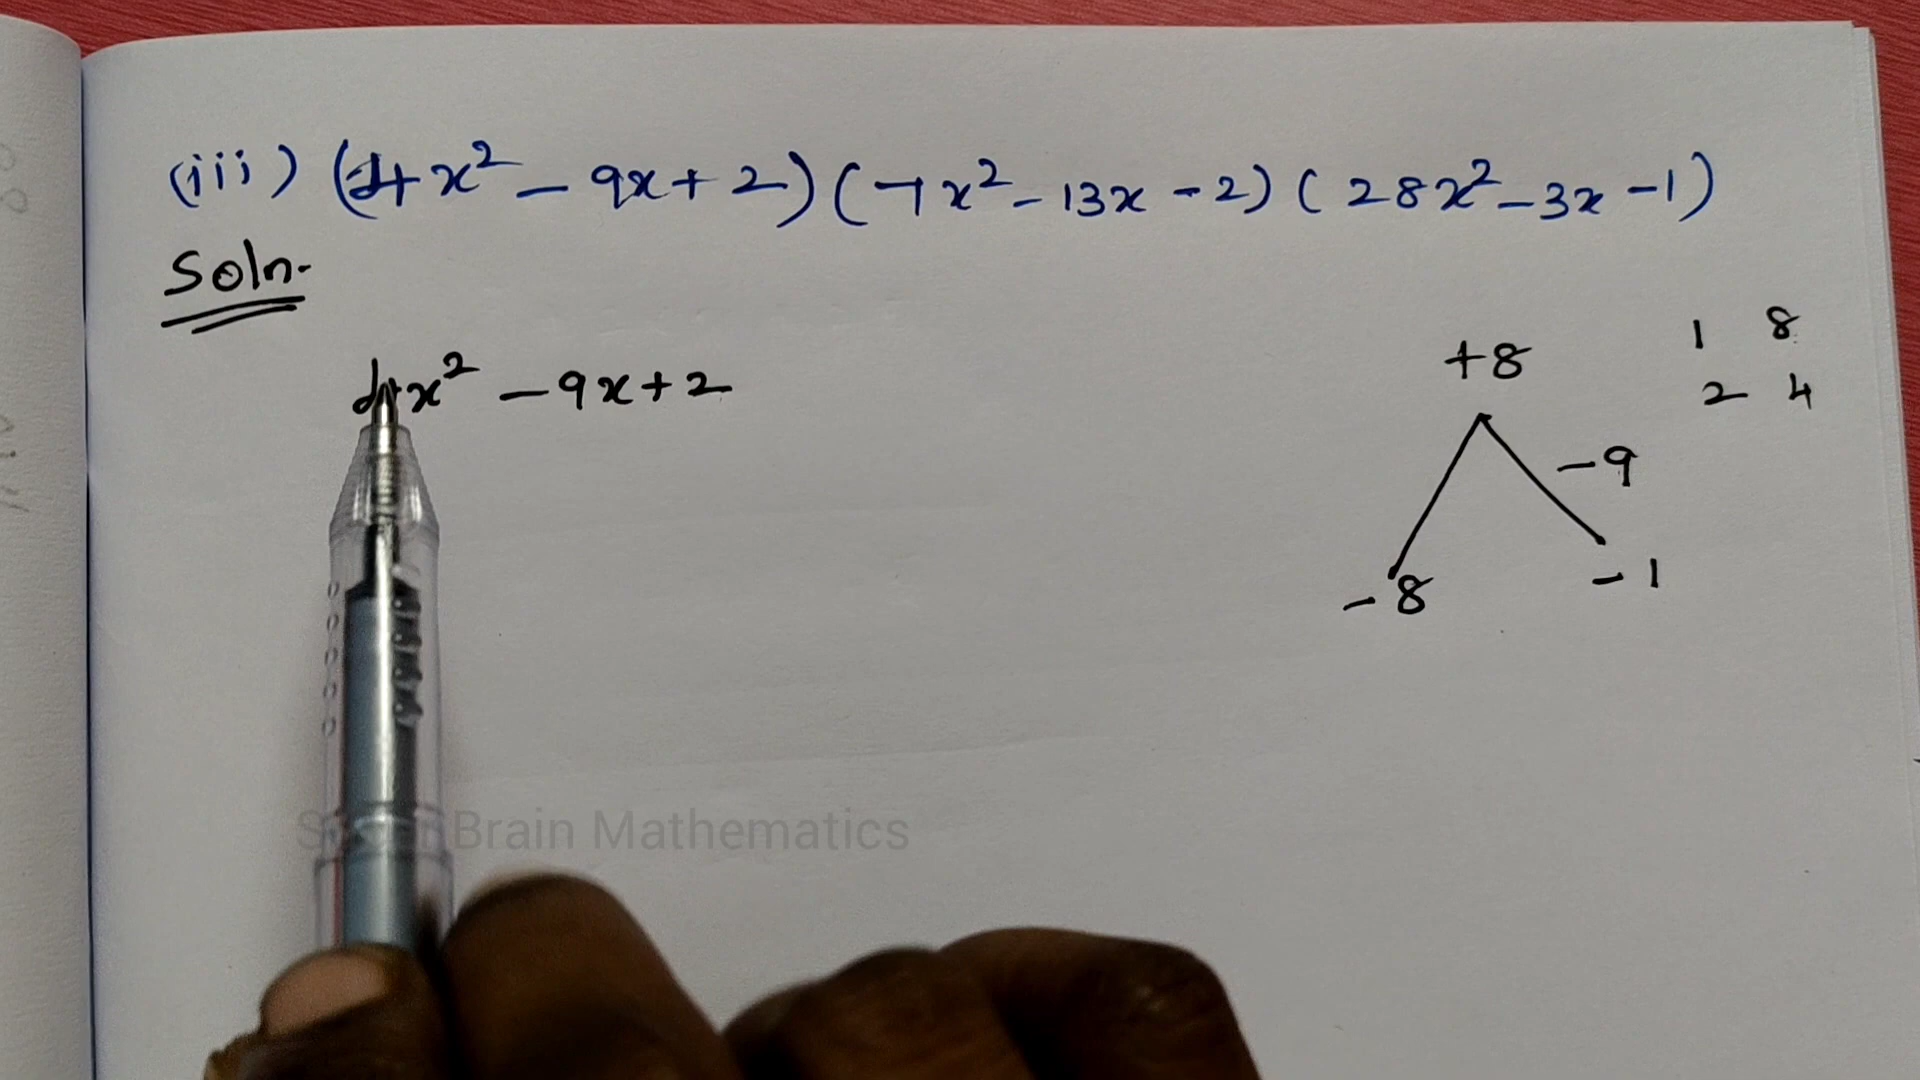 (iii) (4x² - 9x + 2) (7x² - 13x - 2) (28x² - 3x - 1)
Soln.
4x² - 9x + 2
+8
1 8
2 4
-9
-8 -1
Brain Mathematics